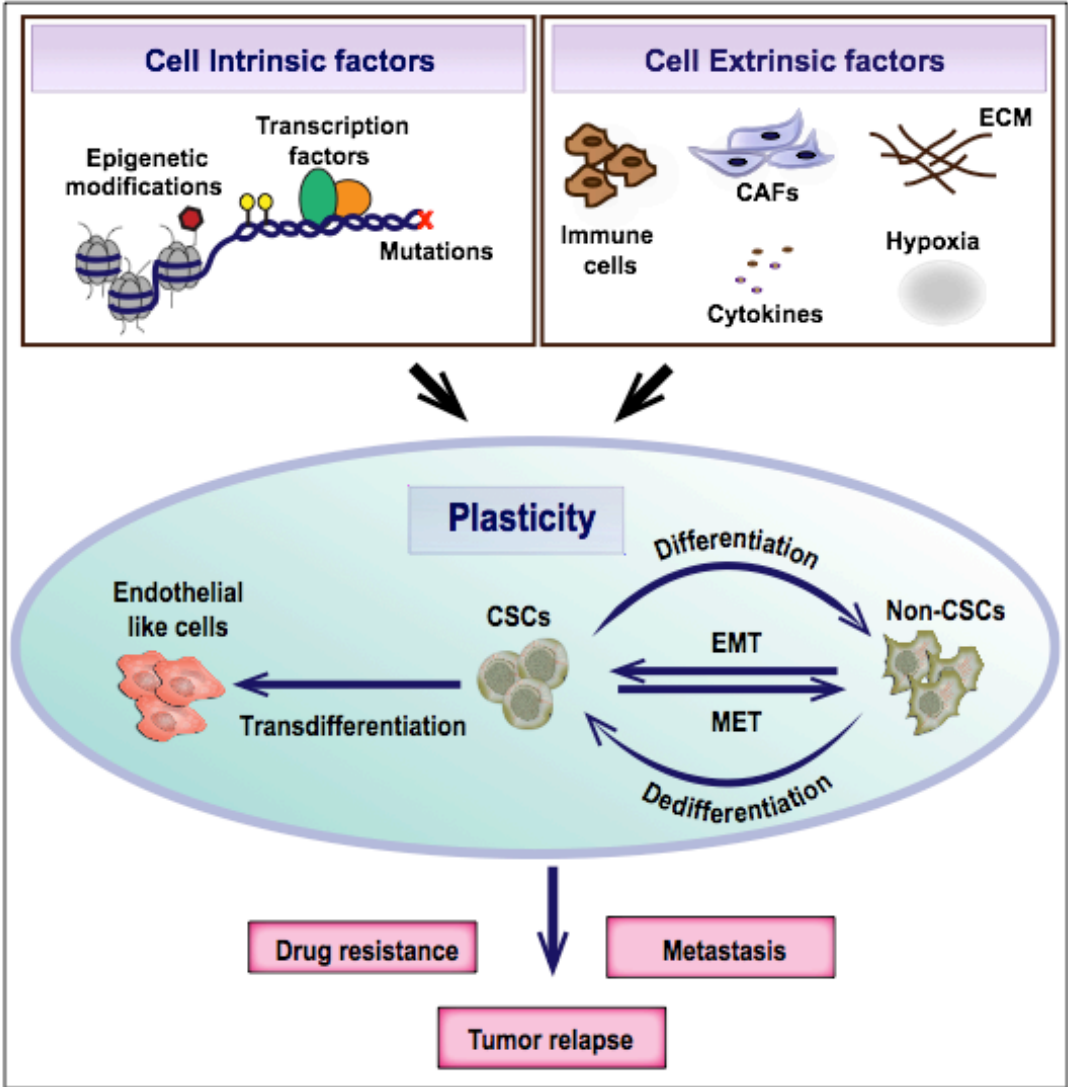 Cell Intrinsic factors
Epigenetic
modifications
Transcription
factors
Mutations
Cell Extrinsic factors
Immune
cells
CAFs
ECM
Cytokines
Hypoxia
Plasticity
Endothelial
like cells
Transdifferentiation
CSCs
Differentiation
EMT
MET
Dedifferentiation
Non-CSCs
Drug resistance
Metastasis
Tumor relapse